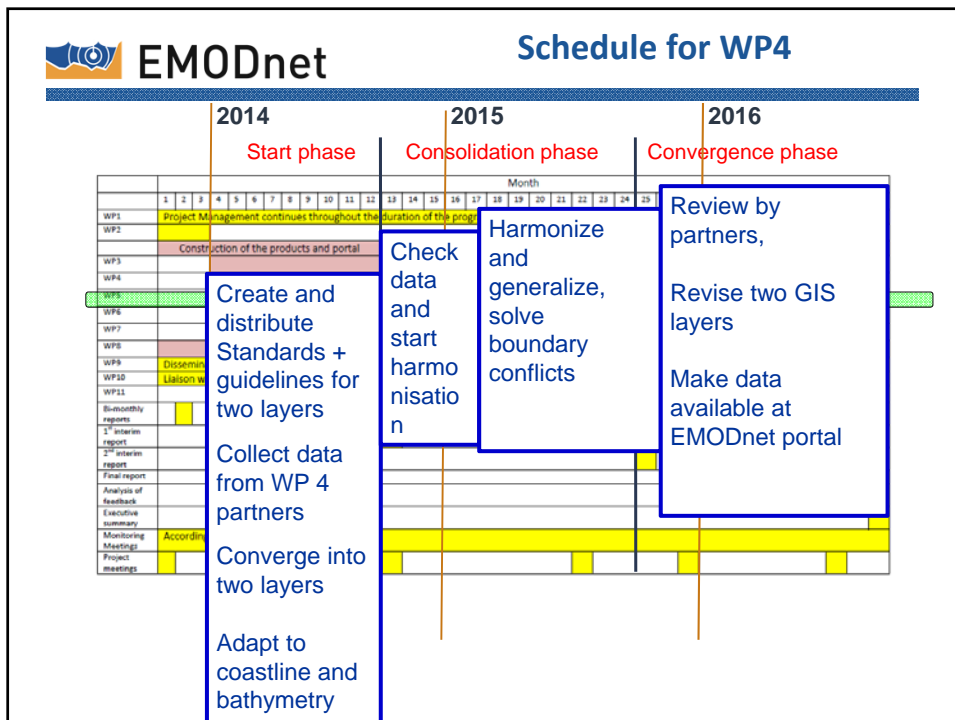 EMODnet
Schedule for WP4
2014 2015 2016
Start phase Consolidation phase Convergence phase
Month
1 2 3 4 5 6 7 8 9 10 11 12 13 14 15 16 17 18 19 20 21 22 23 24 25
WP1 Project Management continues throughout the duration of the progr
WP2
Construction of the products and portal
WP3
WP4
WP5
WP6
WP7
WP8
WP9 Dissemin
WP10 Liaison w
WP11
Bi-monthly
reports
1st interim
report
2nd interim
report
Final report
Analysis of
feedback
Executive
summary
Monitoring
Meetings
According
Project
meetings
Create and
distribute
Standards +
guidelines for
two layers
Collect data
from WP 4
partners
Converge into
two layers
Adapt to
coastline and
bathymetry
Check
data
and
start
harmo
nisatio
n
Harmonize
and
generalize,
solve
boundary
conflicts
Review by
partners,
Revise two GIS
layers
Make data
available at
EMODnet portal